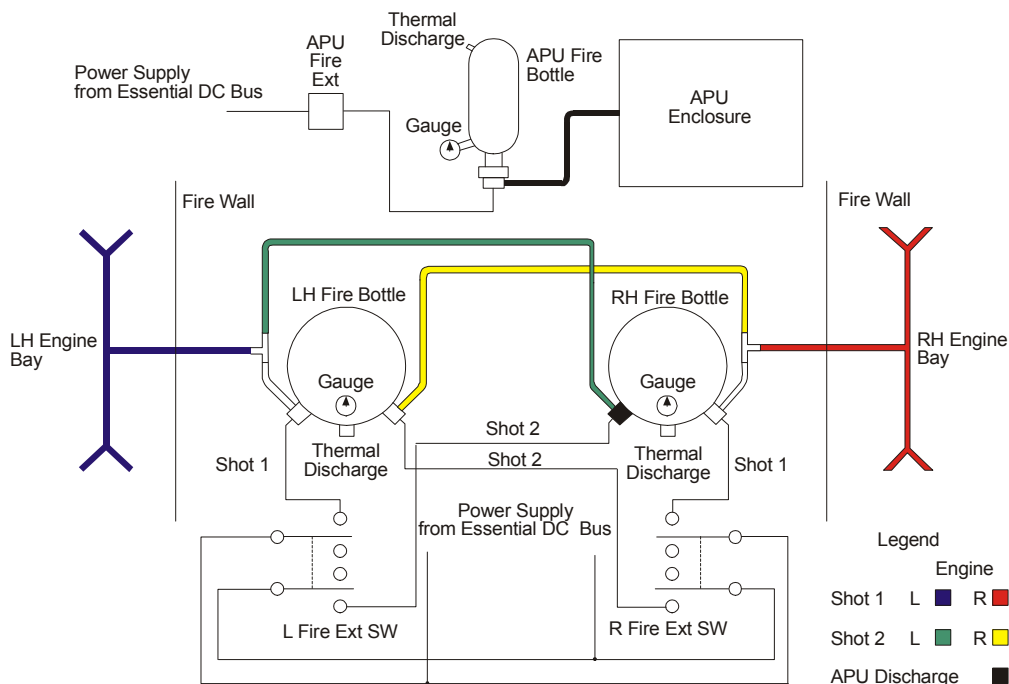 Thermal
Discharge
APU
Fire
Ext
APU Fire
Bottle
Power Supply
from Essential DC Bus
APU
Enclosure
Gauge
Fire Wall
Fire Wall
LH Fire Bottle
RH Fire Bottle
LH Engine
Bay
RH Engine
Bay
Gauge
Gauge
Shot 2
Thermal
Discharge
Shot 1
Shot 2
Thermal
Discharge
Shot 1
Power Supply
from Essential DC Bus
L Fire Ext SW
R Fire Ext SW
Legend
Engine
Shot 1 L R
Shot 2 L R
APU Discharge